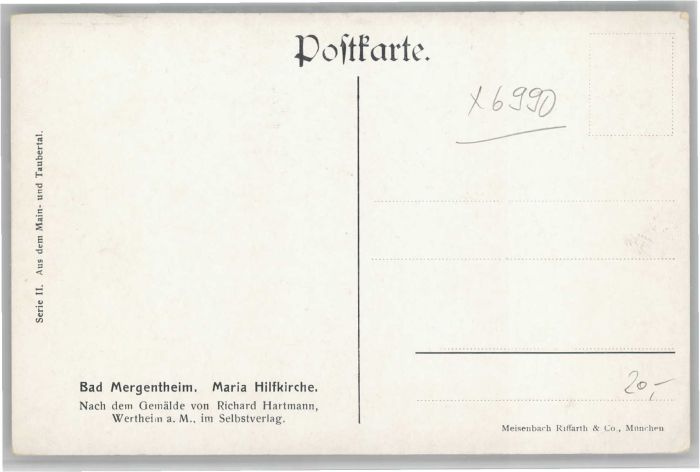 Postkarte.
x6990
Serie II. Aus dem Main- und Taubertal.
Bad Mergentheim. Maria Hilfkirche.
Nach dem Gemälde von Richard Hartmann,
Wertheim a. M., im Selbstverlag.
20,-
Meisenbach Riffarth & Co., München